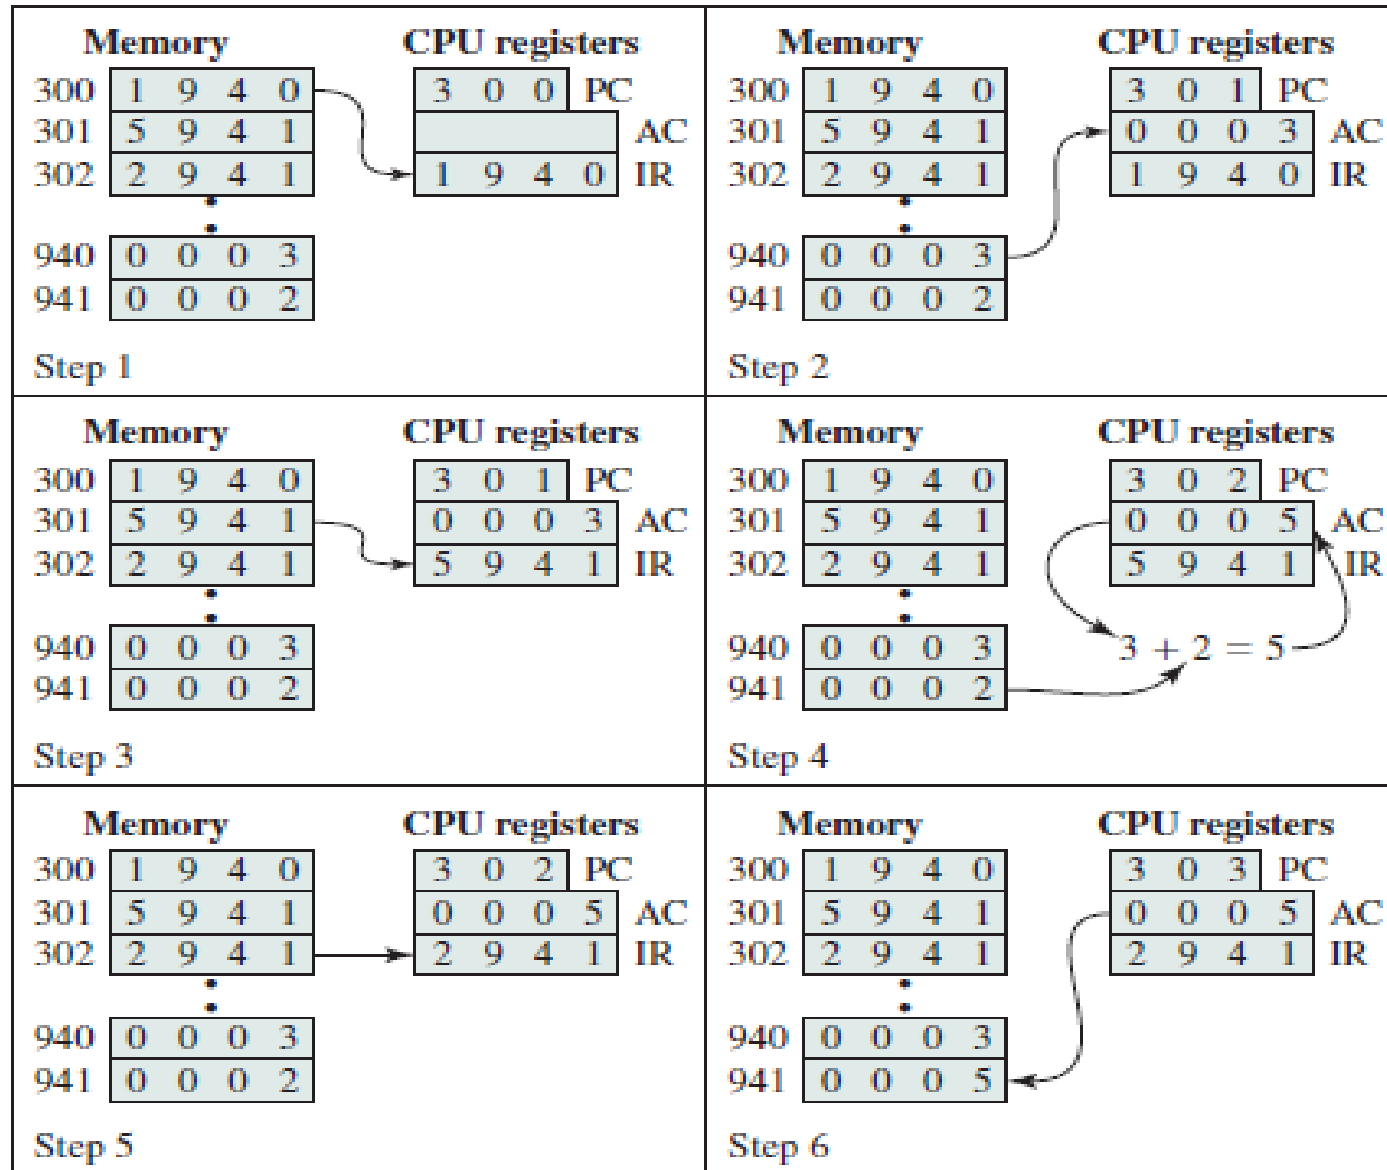 Memory CPU registers
300 1 9 4 0 3 0 0 PC
301 5 9 4 1 AC
302 2 9 4 1 1 9 4 0 IR
940 0 0 0 3
941 0 0 0 2
Step 1
Memory CPU registers
300 1 9 4 0 3 0 1 PC
301 5 9 4 1 0 0 0 3 AC
302 2 9 4 1 1 9 4 0 IR
940 0 0 0 3
941 0 0 0 2
Step 2
Memory CPU registers
300 1 9 4 0 3 0 1 PC
301 5 9 4 1 0 0 0 3 AC
302 2 9 4 1 5 9 4 1 IR
940 0 0 0 3
941 0 0 0 2
Step 3
Memory CPU registers
300 1 9 4 0 3 0 2 PC
301 5 9 4 1 0 0 0 5 AC
302 2 9 4 1 5 9 4 1 IR
940 0 0 0 3 3 + 2 = 5
941 0 0 0 2
Step 4
Memory CPU registers
300 1 9 4 0 3 0 2 PC
301 5 9 4 1 0 0 0 5 AC
302 2 9 4 1 2 9 4 1 IR
940 0 0 0 3
941 0 0 0 2
Step 5
Memory CPU registers
300 1 9 4 0 3 0 3 PC
301 5 9 4 1 0 0 0 5 AC
302 2 9 4 1 2 9 4 1 IR
940 0 0 0 3
941 0 0 0 5
Step 6